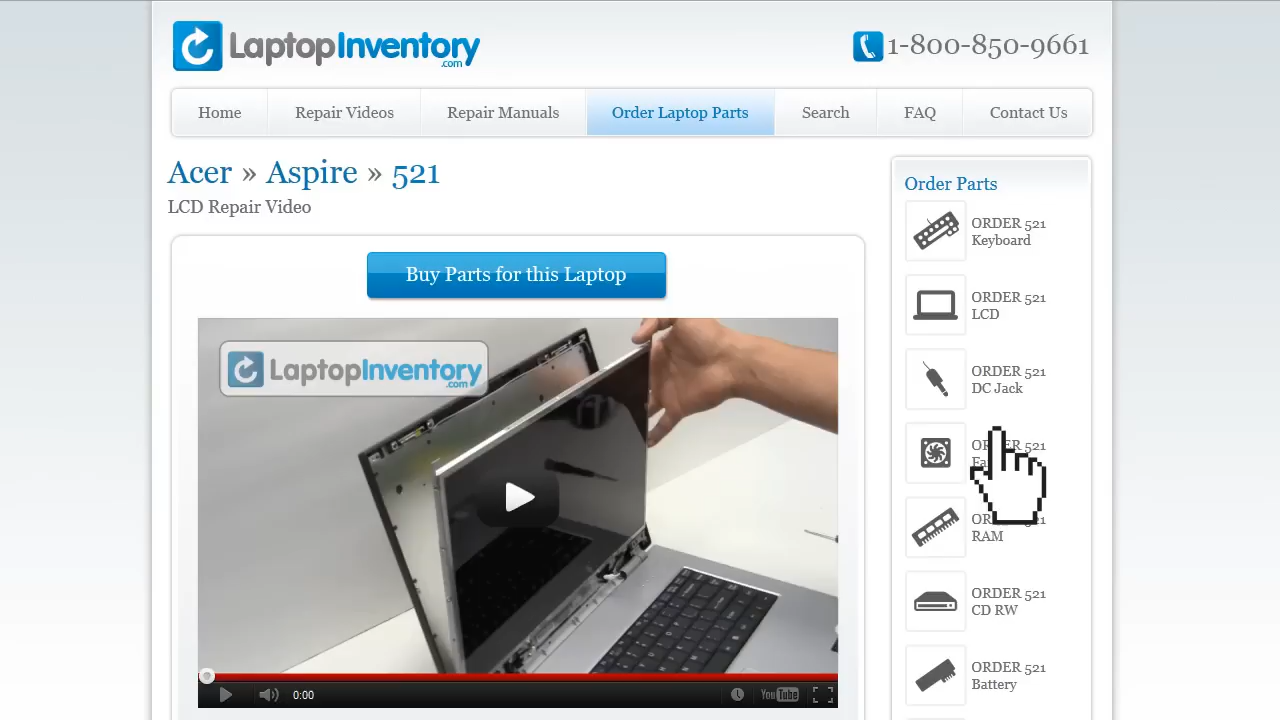 LaptopInventory
.com
1-800-850-9661
Home
Repair Videos
Repair Manuals
Order Laptop Parts
Search
FAQ
Contact Us
Acer » Aspire » 521
LCD Repair Video
Buy Parts for this Laptop
LaptopInventory
.com
0:00
YouTube
Order Parts
ORDER 521
Keyboard
ORDER 521
LCD
ORDER 521
DC Jack
521
RAM
ORDER 521
CD RW
ORDER 521
Battery